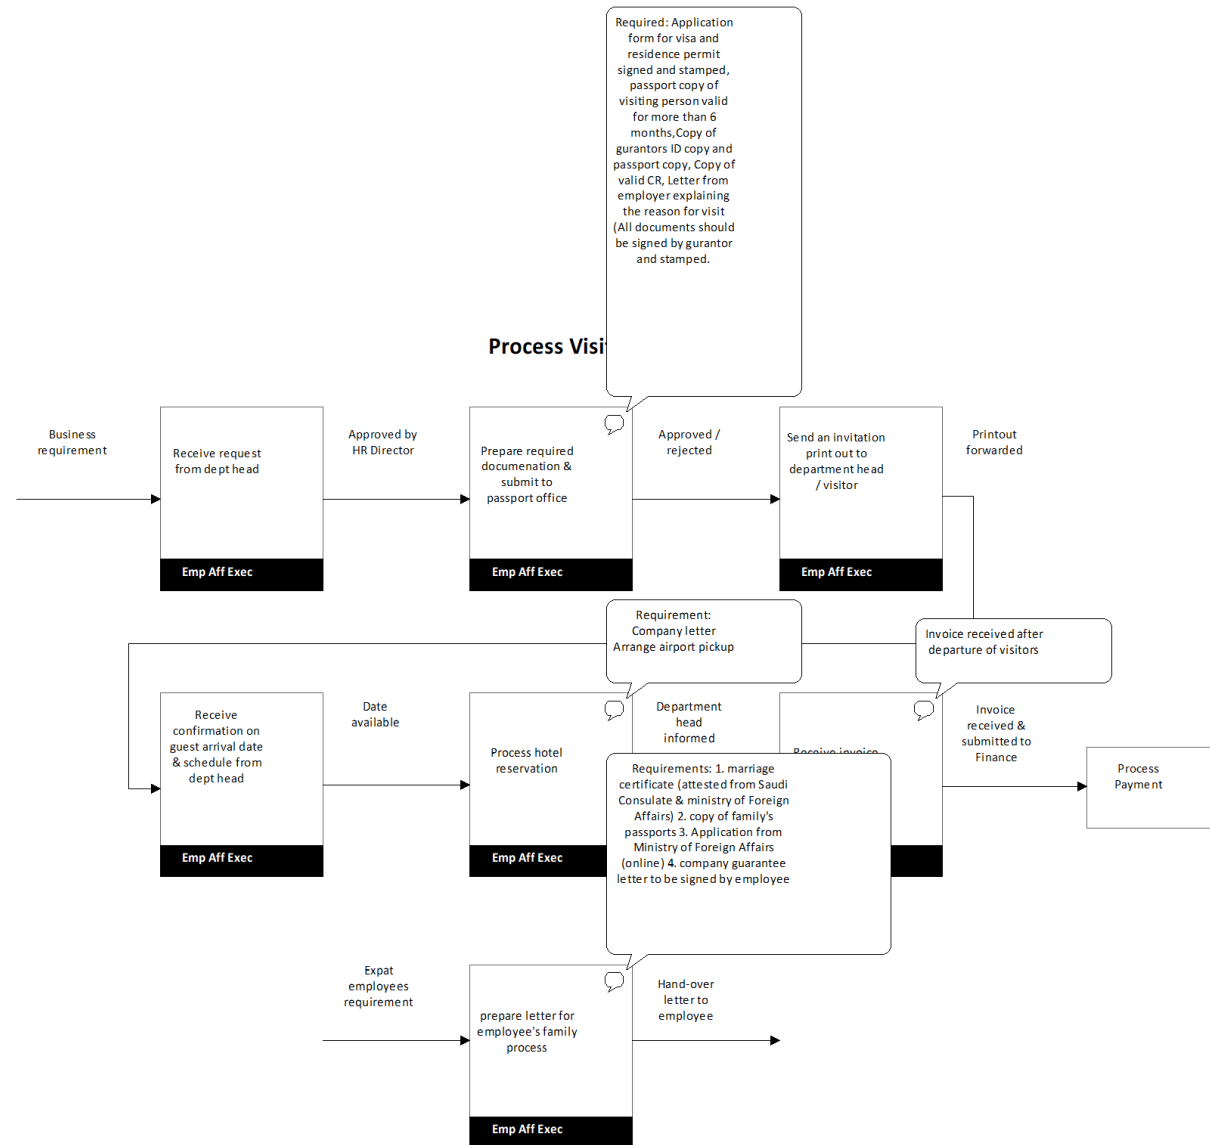 Required: Application
form for visa and
residence permit
signed and stamped,
passport copy of
visiting person valid
for more than 6
months,Copy of
gurantors ID copy and
passport copy, Copy of
valid CR, Letter from
employer explaining
the reason for visit
(All documents should
be signed by gurantor
and stamped.
Process
Business
requirement
Receive request
from dept head
Emp Aff Exec
Approved by
HR Director
Prepare required
documenation &
submit to
passport office
Emp Aff Exec
Approved /
rejected
Send an invitation
print out to
department head
/ visitor
Emp Aff Exec
Printout
forwarded
Requirement:
Company letter
Arrange airport pickup
Invoice received after
departure of visitors
Receive
confirmation on
guest arrival date
& schedule from
dept head
Emp Aff Exec
Date
available
Process hotel
reservation
Emp Aff Exec
Department
head
informed
Receive invoice
Invoice
received &
submitted to
Finance
Process
Payment
Requirements: 1. marriage
certificate (attested from Saudi
Consulate & ministry of Foreign
Affairs) 2. copy of family's
passports 3. Application from
Ministry of Foreign Affairs
(online) 4. company guarantee
letter to be signed by employee
Expat
employees
requirement
prepare letter for
employee's family
process
Emp Aff Exec
Hand-over
letter to
employee